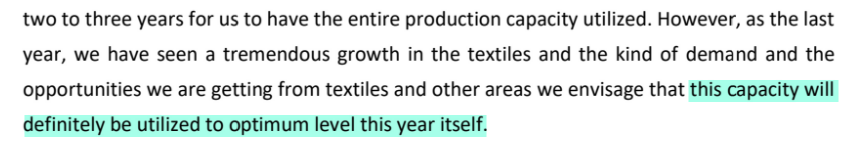 two to three years for us to have the entire production capacity utilized. However, as the last
year, we have seen a tremendous growth in the textiles and the kind of demand and the
opportunities we are getting from textiles and other areas we envisage that this capacity will
definitely be utilized to optimum level this year itself.